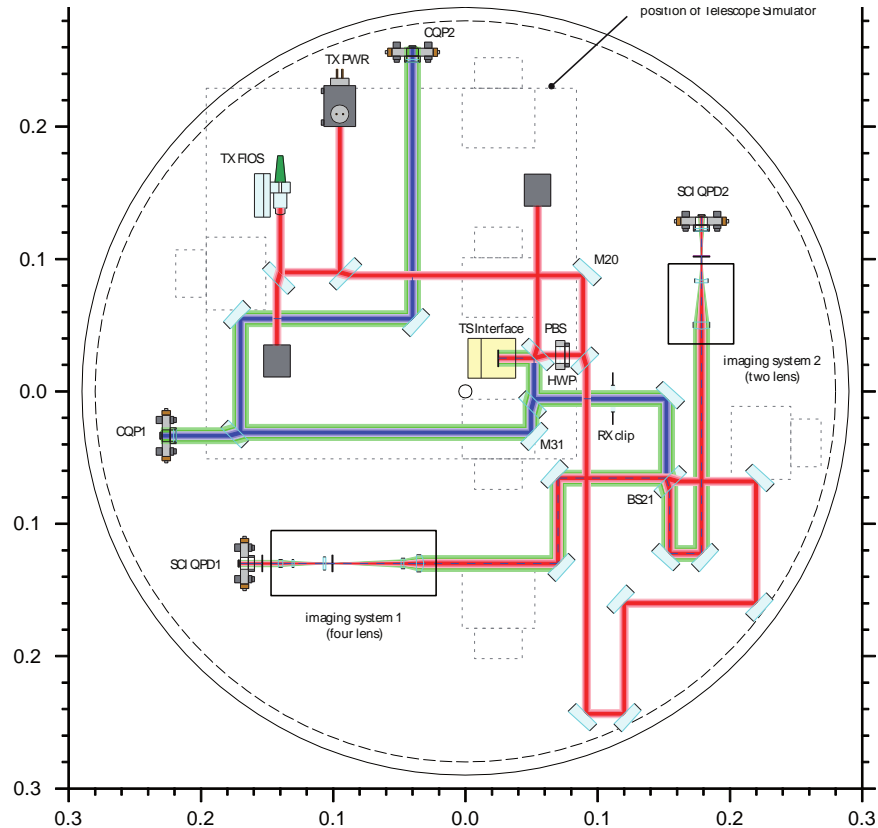 position of Telescope Simulator
CQP2
TX PWR
TX FIOS
SCI QPD2
M20
TS Interface
PBS
HWP
imaging system 2
(two lens)
RX clip
CQP1
M31
BS21
SCI QPD1
imaging system 1
(four lens)
0.2
0.1
0.0
0.1
0.2
0.3
0.3
0.2
0.1
0.0
0.1
0.2
0.3